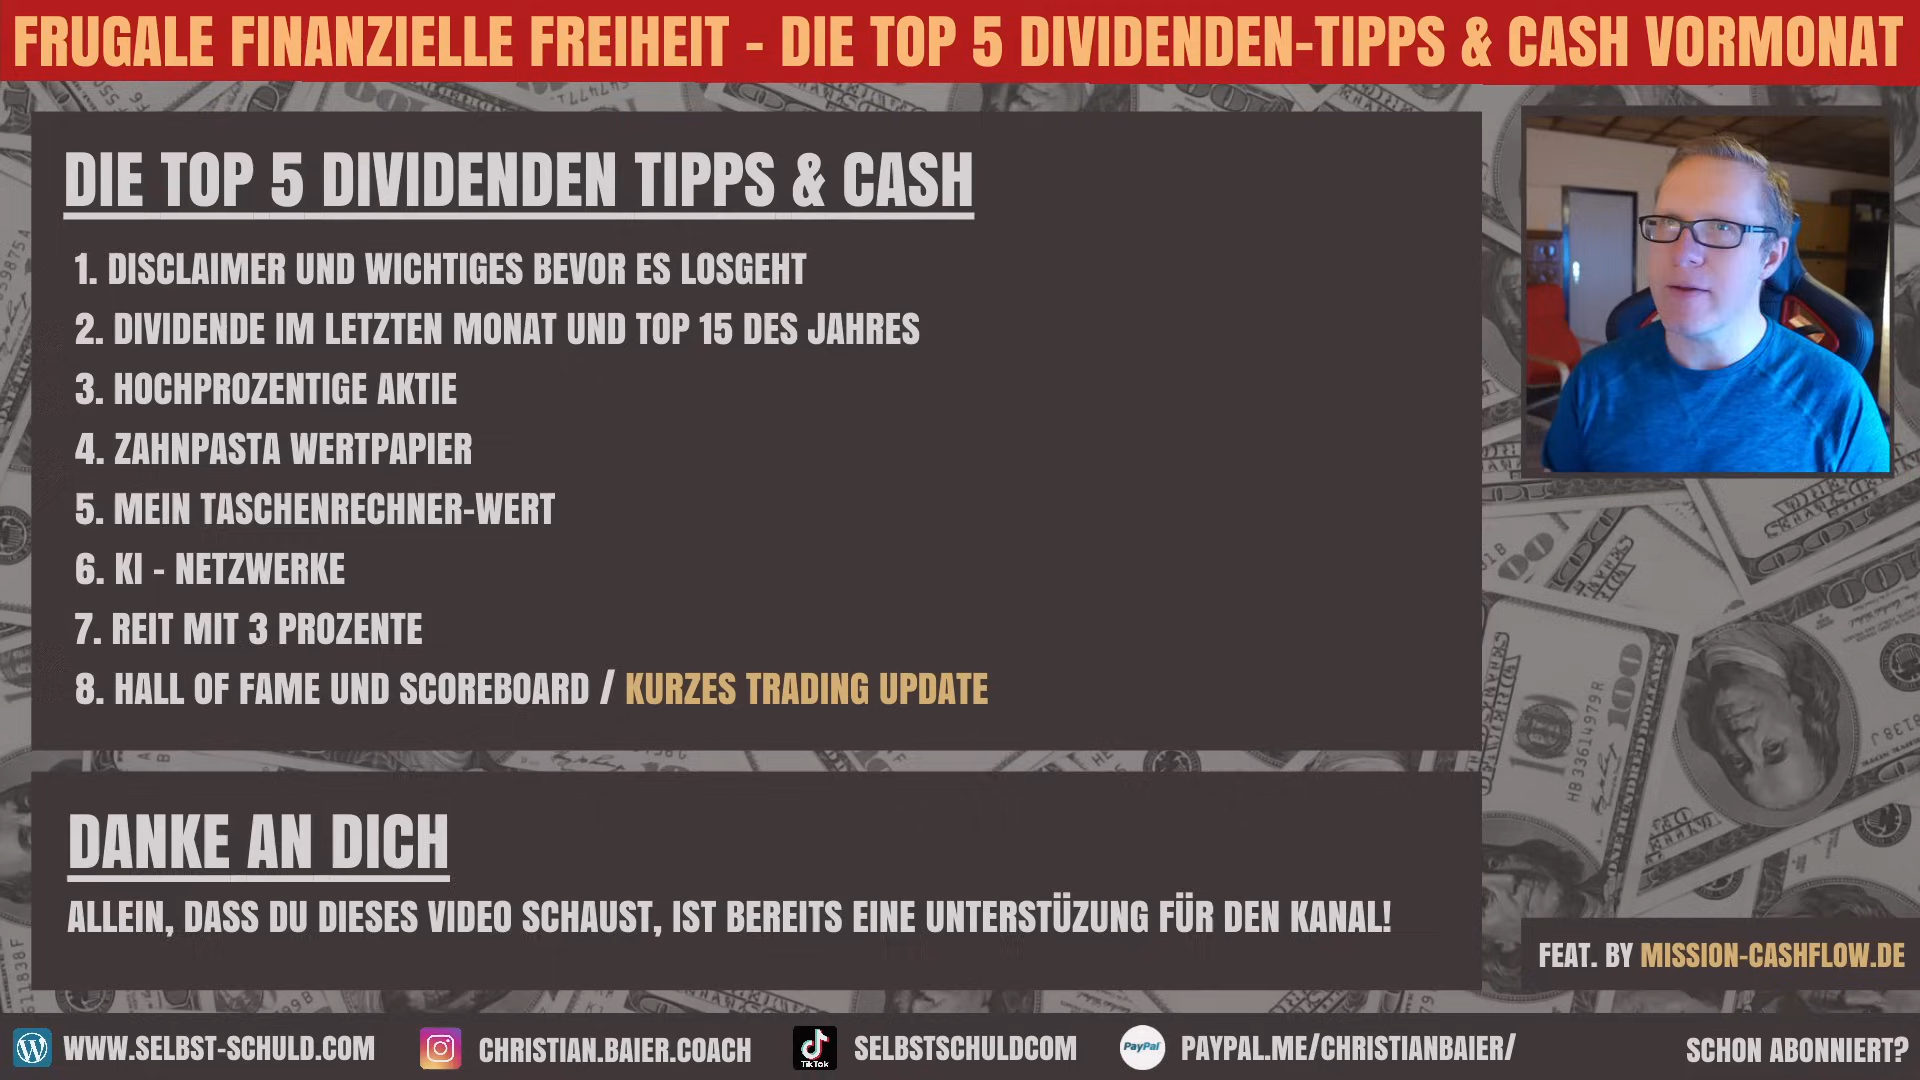 FRUGALE FINANZIELLE FREIHEIT - DIE TOP 5 DIVIDENDEN-TIPPS & CASH VORMONAT
DIE TOP 5 DIVIDENDEN TIPPS & CASH
1. DISCLAIMER UND WICHTIGES BEVOR ES LOSGEHT
2. DIVIDENDE IM LETZTEN MONAT UND TOP 15 DES JAHRES
3. HOCHPROZENTIGE AKTIE
4. ZAHNPASTA WERTPAPIER
5. MEIN TASCHENRECHNER-WERT
6. KI - NETZWERKE
7. REIT MIT 3 PROZENTE
8. HALL OF FAME UND SCOREBOARD / KURZES TRADING UPDATE
DANKE AN DICH
ALLEIN, DASS DU DIESES VIDEO SCHAUST, IST BEREITS EINE UNTERSTÜZUNG FÜR DEN KANAL!
FEAT. BY MISSION-CASHFLOW.DE
WWW.SELBST-SCHULD.COM
CHRISTIAN.BAIER.COACH
TikTok
SELBSTSCHULDCOM
PayPal
PAYPAL.ME/CHRISTIANBAIER/
SCHON ABONNIERT?
HB33614979R
100